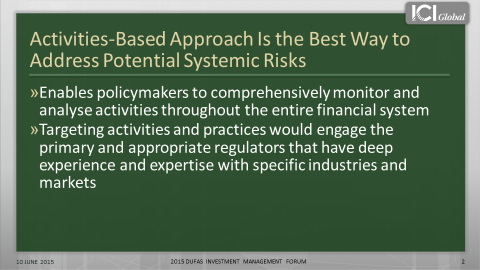 ICI Global
Activities-Based Approach Is the Best Way to
Address Potential Systemic Risks
»Enables policymakers to comprehensively monitor and
analyse activities throughout the entire financial system
»Targeting activities and practices would engage the
primary and appropriate regulators that have deep
experience and expertise with specific industries and
markets
10 JUNE 2015
2015 DUFAS INVESTMENT MANAGEMENT FORUM
2